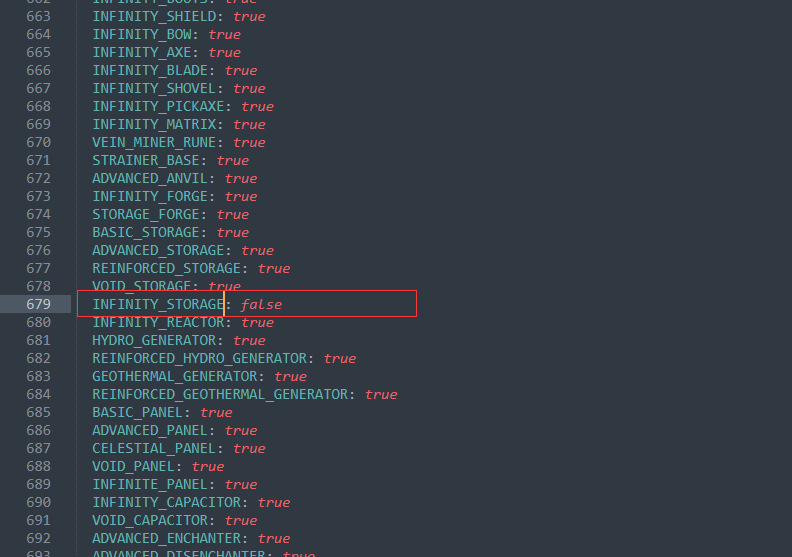 662 INFINITY_BOOTS: true
663 INFINITY_SHIELD: true
664 INFINITY_BOW: true
665 INFINITY_AXE: true
666 INFINITY_BLADE: true
667 INFINITY_SHOVEL: true
668 INFINITY_PICKAXE: true
669 INFINITY_MATRIX: true
670 VEIN_MINER_RUNE: true
671 STRAINER_BASE: true
672 ADVANCED_ANVIL: true
673 INFINITY_FORGE: true
674 STORAGE_FORGE: true
675 BASIC_STORAGE: true
676 ADVANCED_STORAGE: true
677 REINFORCED_STORAGE: true
678 VOID_STORAGE: true
679 INFINITY_STORAGE: false
680 INFINITY_REACTOR: true
681 HYDRO_GENERATOR: true
682 REINFORCED_HYDRO_GENERATOR: true
683 GEOTHERMAL_GENERATOR: true
684 REINFORCED_GEOTHERMAL_GENERATOR: true
685 BASIC_PANEL: true
686 ADVANCED_PANEL: true
687 CELESTIAL_PANEL: true
688 VOID_PANEL: true
689 INFINITE_PANEL: true
690 INFINITY_CAPACITOR: true
691 VOID_CAPACITOR: true
692 ADVANCED_ENCHANTER: true
693 ADVANCED_DISENCHANTER: true